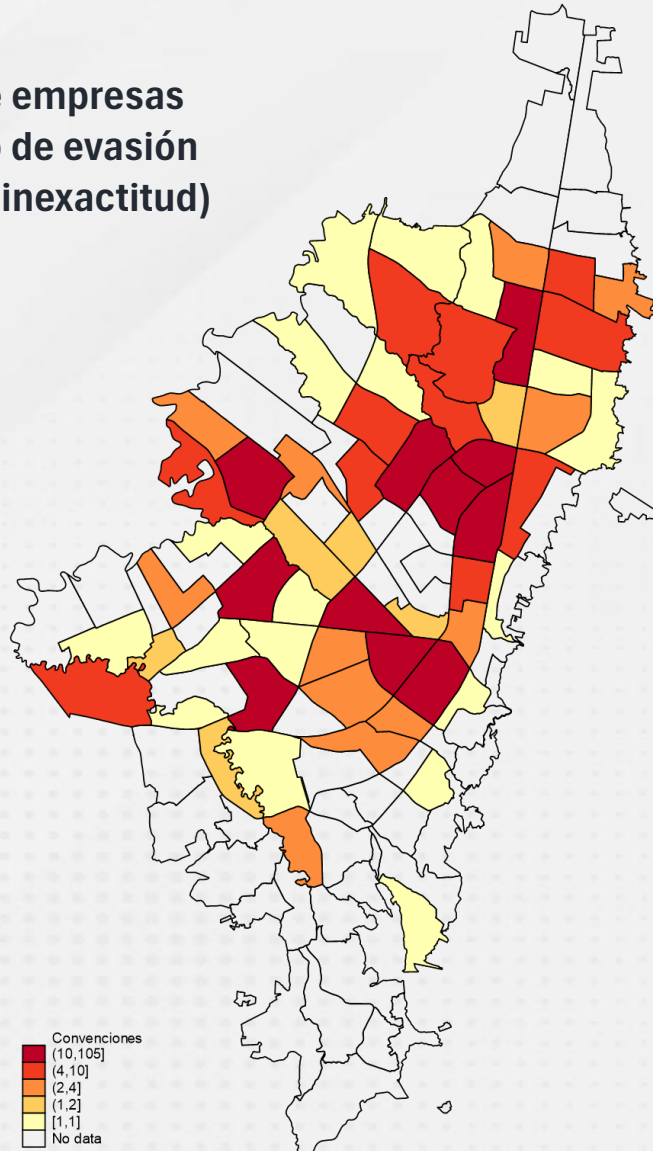 e empresas
o de evasión
inexactitud)
Convenciones
(10,105]
(4,10]
(2,4]
(1,2]
[1,1]
No data